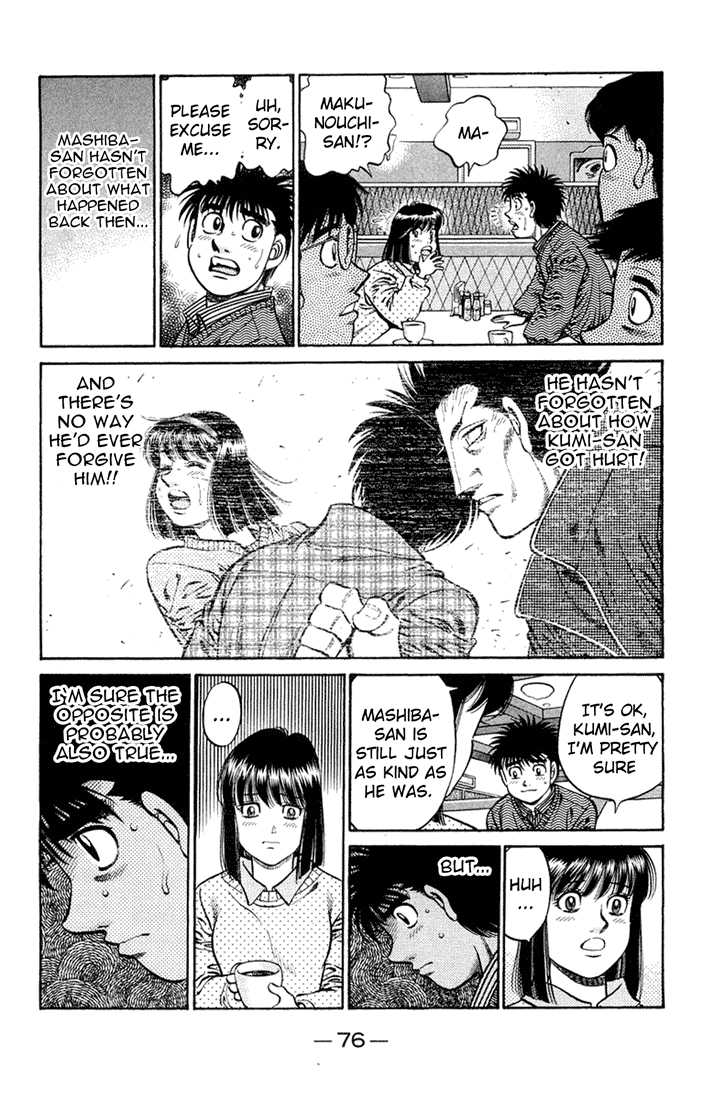 MA-
MAKU-
NOUCHI-
SAN!?
UH,
SOR-
RY.
PLEASE
EXCUSE
ME...
MASHIBA-
SAN HASN'T
FORGOTTEN
ABOUT WHAT
HAPPENED
BACK THEN...
HE HASN'T
FORGOTTEN
ABOUT HOW
KUMI-SAN
GOT HURT!
AND
THERE'S
NO WAY
HE'D EVER
FORGIVE
HIM!!
IT'S OK,
KUMI-SAN,
I'M PRETTY
SURE
MASHIBA-
SAN IS
STILL JUST
AS KIND AS
HE WAS.
HUH
...
BUT...
...
I'M SURE THE
OPPOSITE IS
PROBABLY
ALSO TRUE...
— 76 —